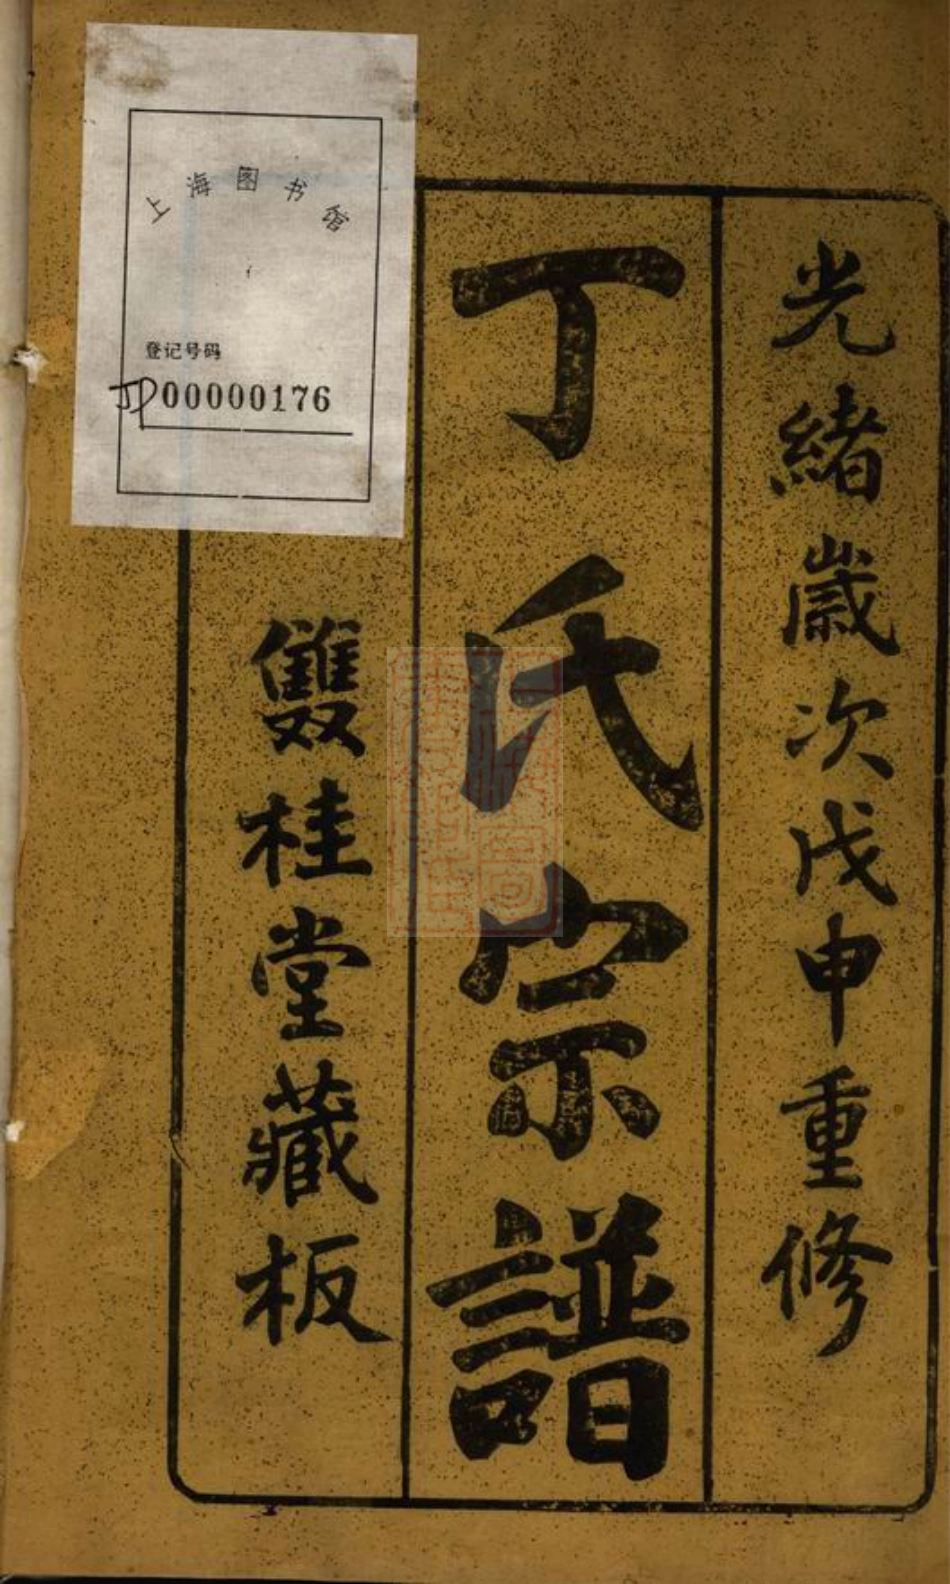 光緒歲次戊申重修
丁氏宗譜
雙桂堂藏板
上海图书馆
登记号码
JP00000176